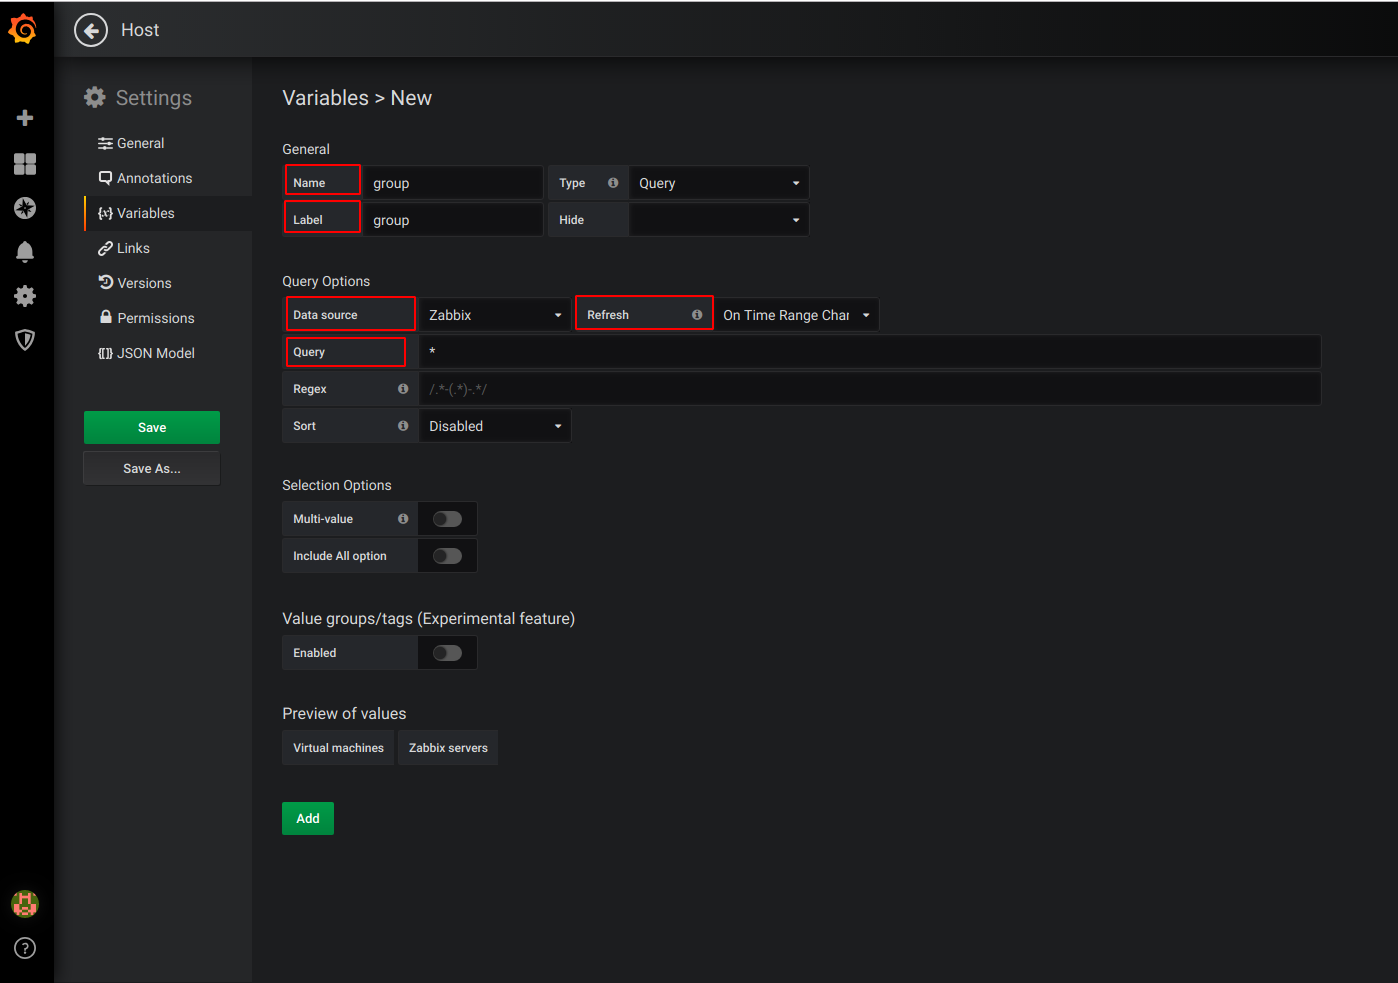 Host
Settings
General
Annotations
Variables
Links
Versions
Permissions
JSON Model
Save
Save As...
Variables > New
General
Name group Type Query
Label group Hide
Query Options
Data source Zabbix Refresh On Time Range Char
Query *
Regex /.*-(.*)-.*/
Sort Disabled
Selection Options
Multi-value
Include All option
Value groups/tags (Experimental feature)
Enabled
Preview of values
Virtual machines Zabbix servers
Add